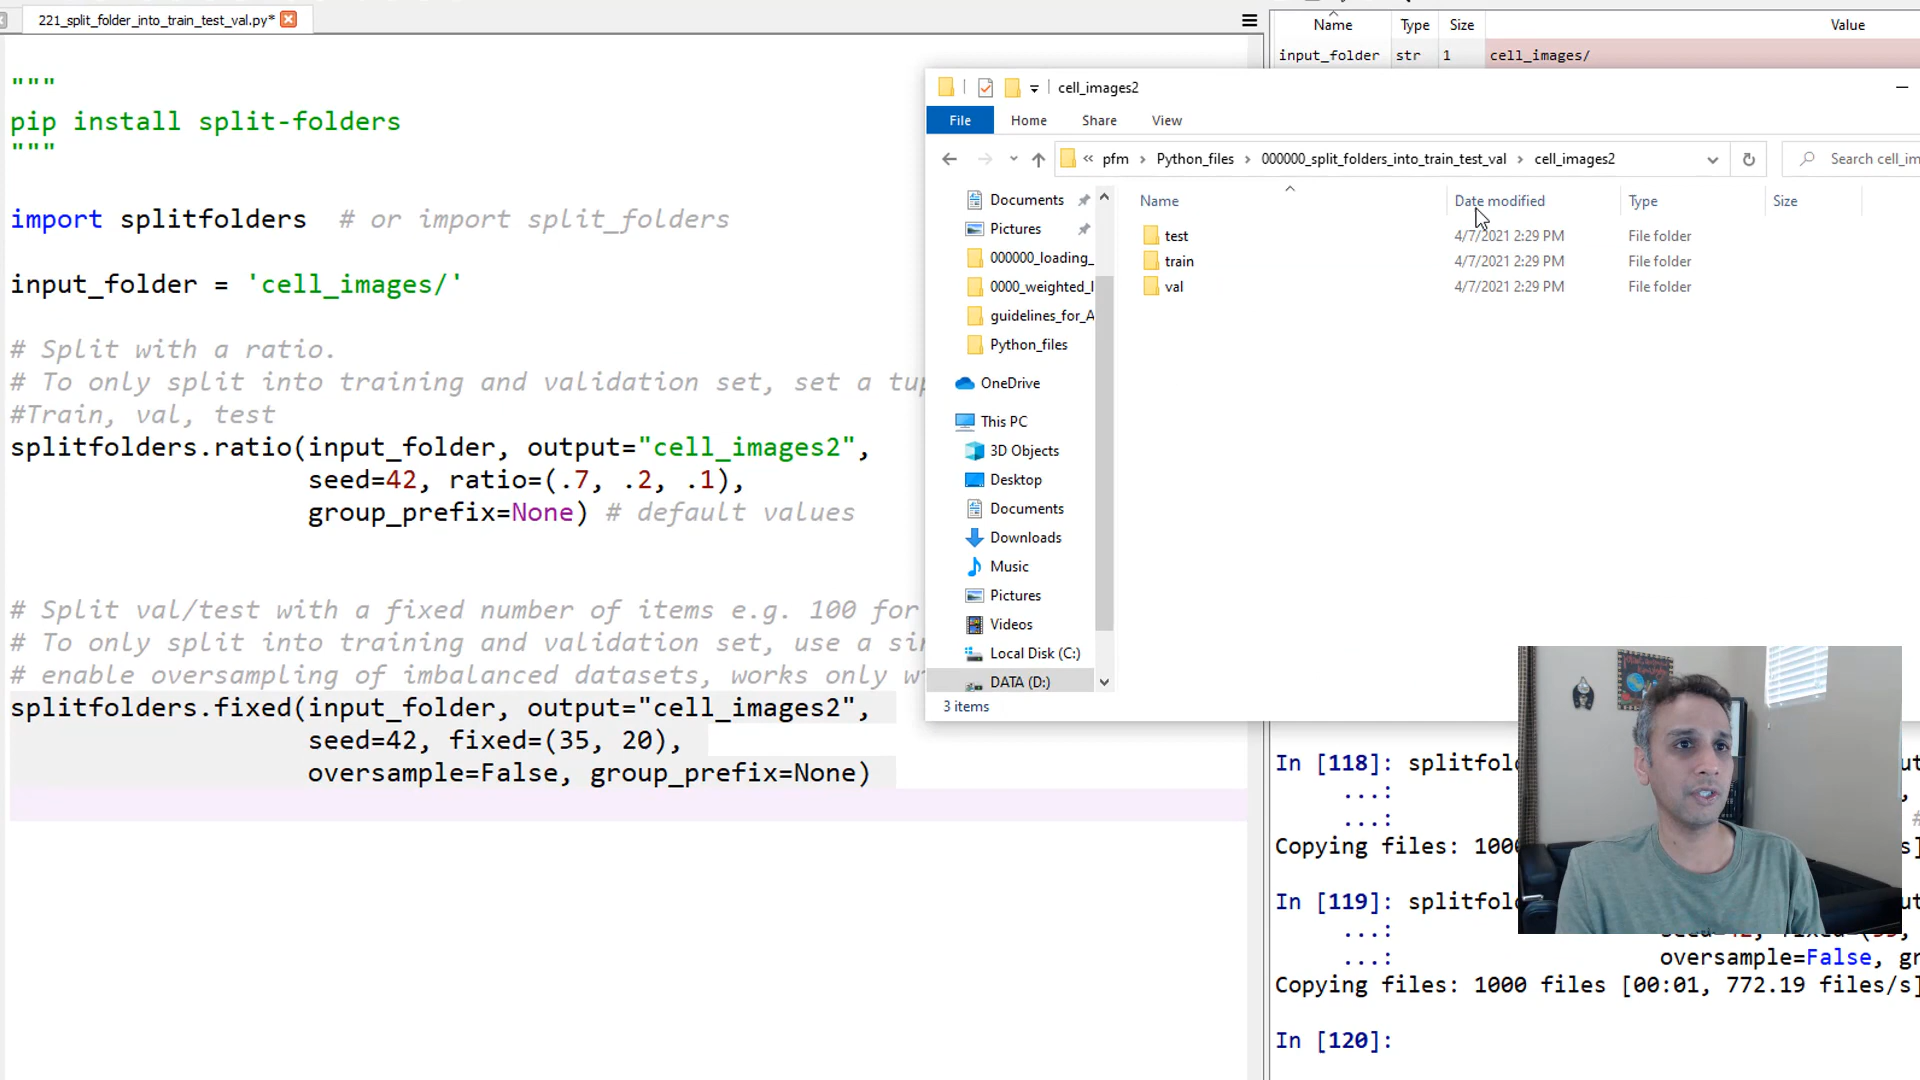 221_split_folder_into_train_test_val.py*
"""
pip install split-folders
"""
import splitfolders  # or import split_folders
input_folder = 'cell_images/'
# Split with a ratio.
# To only split into training and validation set, set a tup
#Train, val, test
splitfolders.ratio(input_folder, output="cell_images2",
seed=42, ratio=(.7, .2, .1),
group_prefix=None) # default values
# Split val/test with a fixed number of items e.g. 100 for
# To only split into training and validation set, use a si
# enable oversampling of imbalanced datasets, works only w
splitfolders.fixed(input_folder, output="cell_images2",
seed=42, fixed=(35, 20),
oversample=False, group_prefix=None)
Name Type Size Value
input_folder str 1 cell_images/
cell_images2
File Home Share View
« pfm › Python_files › 000000_split_folders_into_train_test_val › cell_images2
Search cell_im
Name Date modified Type Size
test 4/7/2021 2:29 PM File folder
train 4/7/2021 2:29 PM File folder
val 4/7/2021 2:29 PM File folder
Documents
Pictures
000000_loading_
0000_weighted_l
guidelines_for_A
Python_files
OneDrive
This PC
3D Objects
Desktop
Documents
Downloads
Music
Pictures
Videos
Local Disk (C:)
DATA (D:)
3 items
In [118]: splitfol
...:
...:
Copying files: 1000
In [119]: splitfol
...:
...: oversample=False, gr
Copying files: 1000 files [00:01, 772.19 files/s]
In [120]: